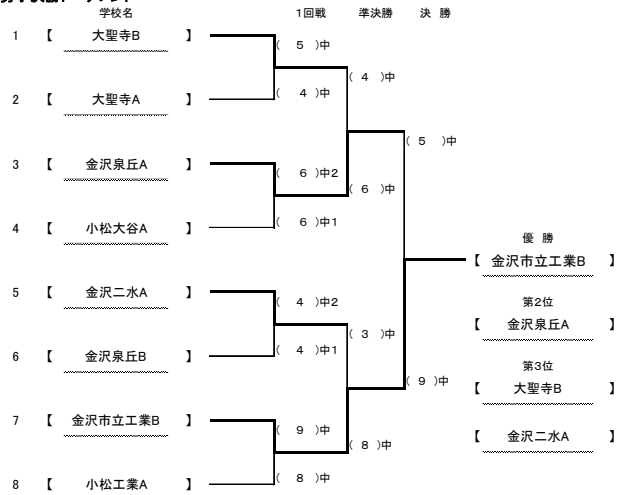 学校名 1回戦 準決勝 決 勝
1 【 大聖寺B 】 ( 5 )中
( 4 )中
2 【 大聖寺A 】 ( 4 )中
( 5 )中
3 【 金沢泉丘A 】 ( 6 )中2
( 6 )中
4 【 小松大谷A 】 ( 6 )中1
優 勝
【 金沢市立工業B 】
5 【 金沢二水A 】 ( 4 )中2
第2位
【 金沢泉丘A 】
( 3 )中
6 【 金沢泉丘B 】 ( 4 )中1
第3位
( 9 )中
【 大聖寺B 】
7 【 金沢市立工業B 】 ( 9 )中
【 金沢二水A 】
( 8 )中
8 【 小松工業A 】 ( 8 )中